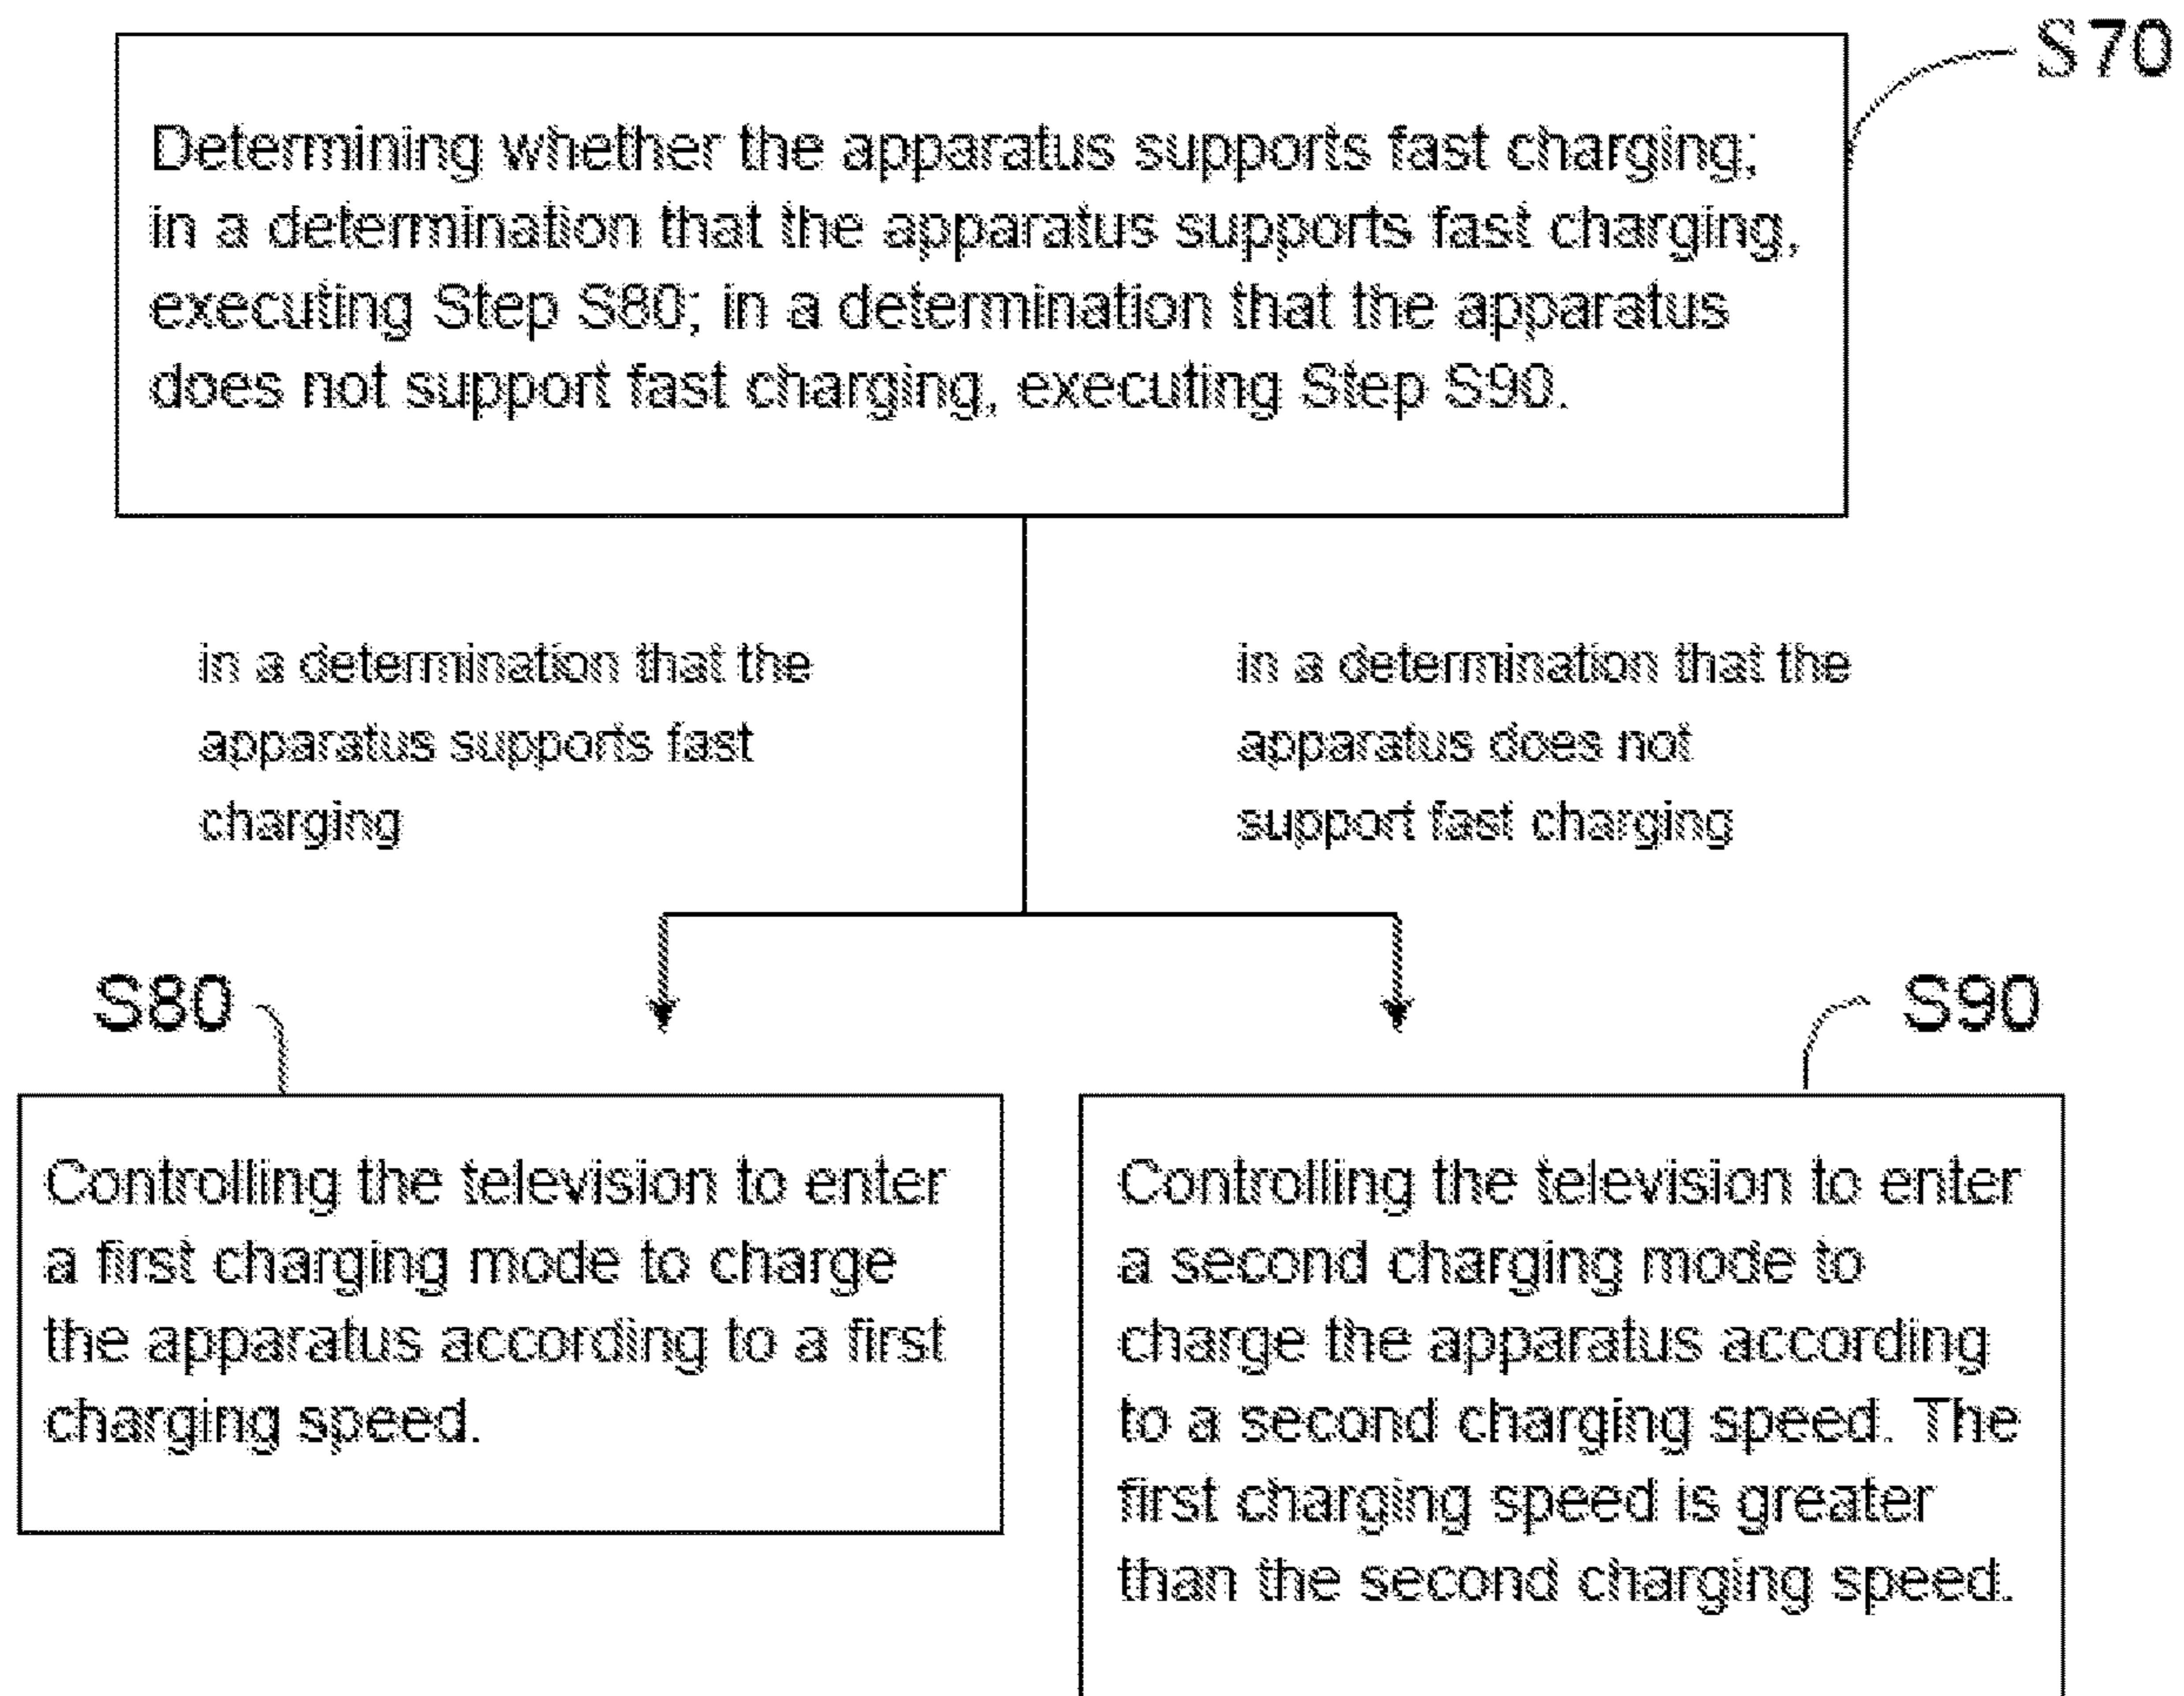 S70
Determining whether the apparatus supports fast charging;
in a determination that the apparatus supports fast charging,
executing Step S80; in a determination that the apparatus
does not support fast charging, executing Step S90.
in a determination that the
apparatus supports fast
charging
in a determination that the
apparatus does not
support fast charging
S80
S90
Controlling the television to enter
a first charging mode to charge
the apparatus according to a first
charging speed.
Controlling the television to enter
a second charging mode to
charge the apparatus according
to a second charging speed. The
first charging speed is greater
than the second charging speed.